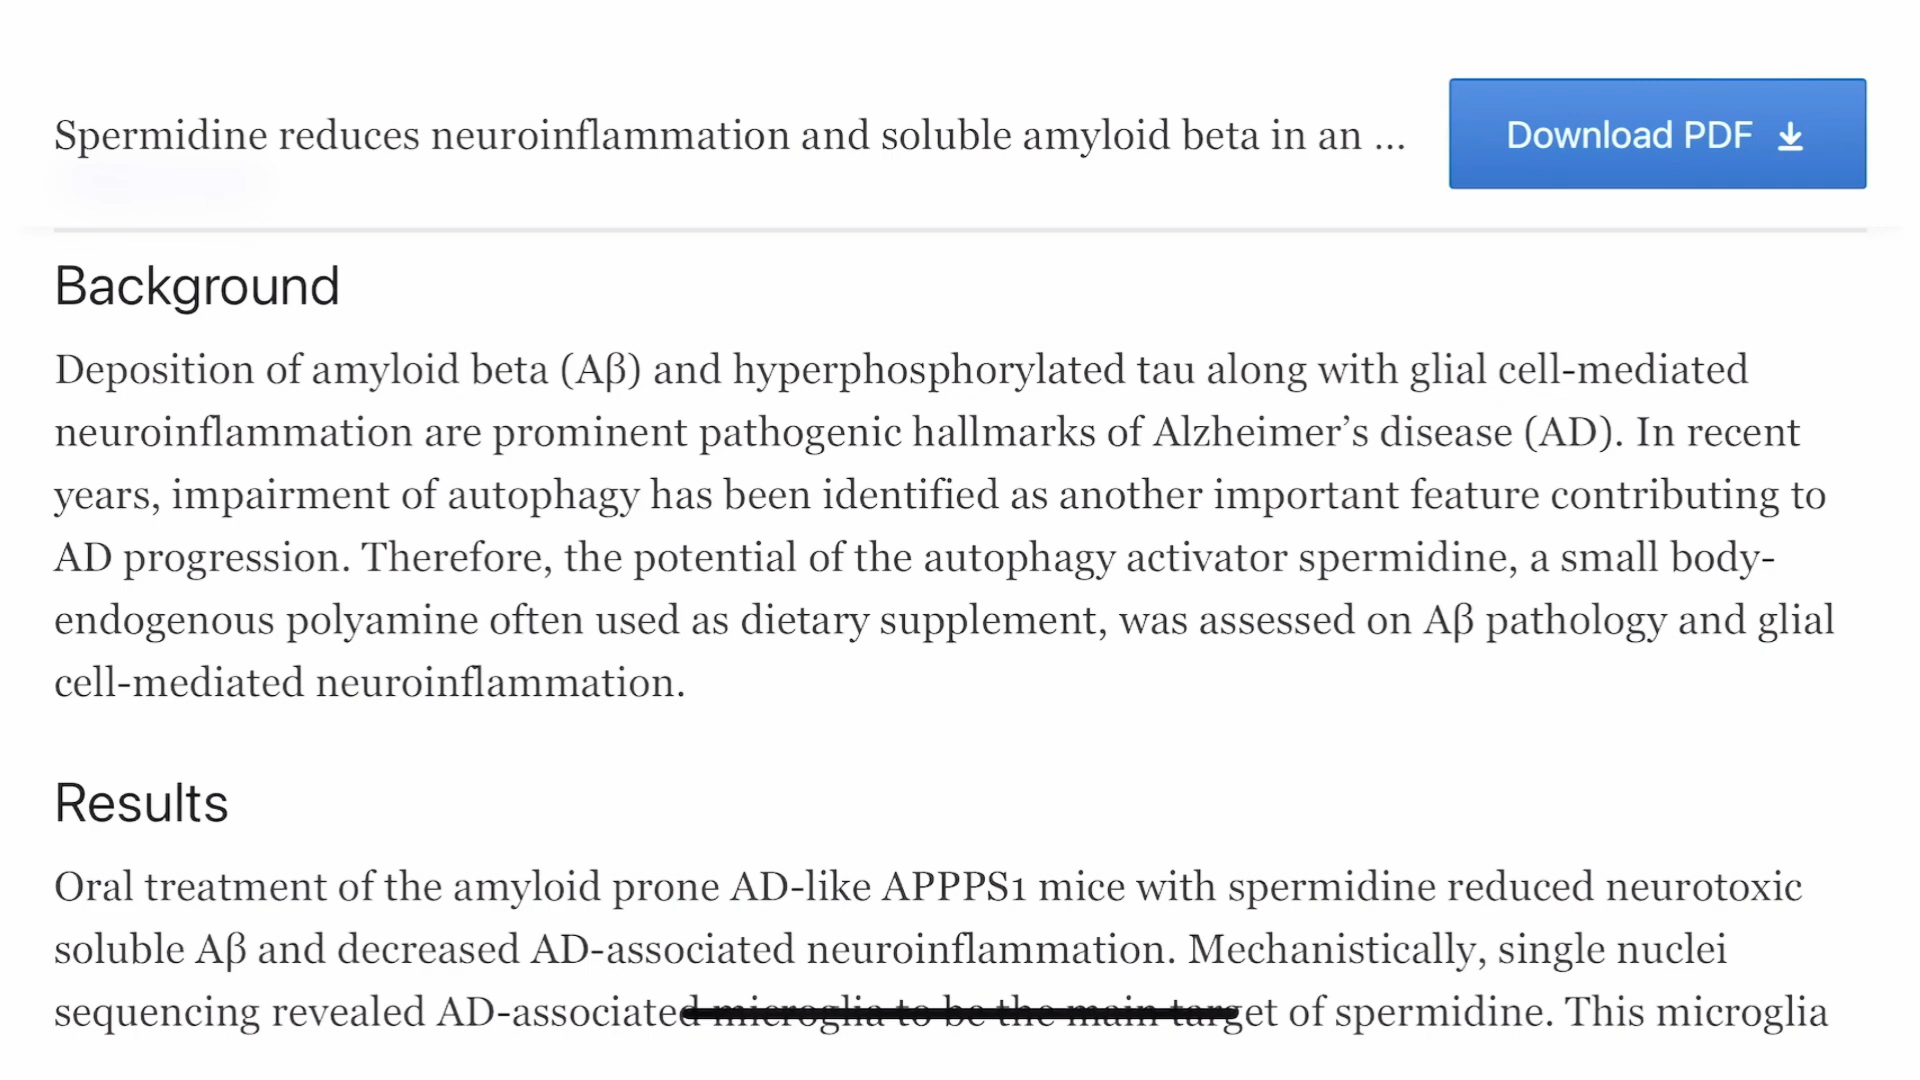 Spermidine reduces neuroinflammation and soluble amyloid beta in an ...
Download PDF
Background
Deposition of amyloid beta (Aβ) and hyperphosphorylated tau along with glial cell-mediated
neuroinflammation are prominent pathogenic hallmarks of Alzheimer’s disease (AD). In recent
years, impairment of autophagy has been identified as another important feature contributing to
AD progression. Therefore, the potential of the autophagy activator spermidine, a small body-
endogenous polyamine often used as dietary supplement, was assessed on Aβ pathology and glial
cell-mediated neuroinflammation.
Results
Oral treatment of the amyloid prone AD-like APPPS1 mice with spermidine reduced neurotoxic
soluble Aβ and decreased AD-associated neuroinflammation. Mechanistically, single nuclei
sequencing revealed AD-associated microglia to be the main target of spermidine. This microglia